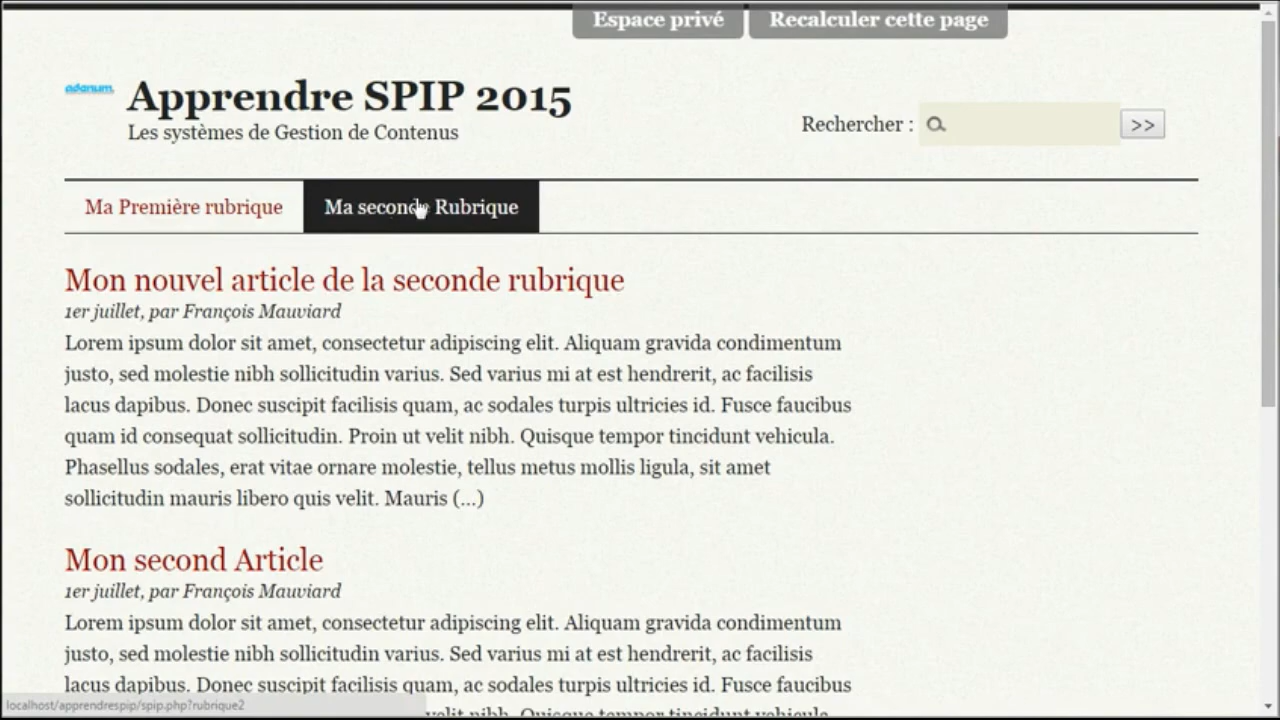 Espace privé
Recalculer cette page
adanum.
Apprendre SPIP 2015
Les systèmes de Gestion de Contenus
Rechercher :
>>
Ma Première rubrique
Ma seconde Rubrique
Mon nouvel article de la seconde rubrique
1er juillet, par François Mauviard
Lorem ipsum dolor sit amet, consectetur adipiscing elit. Aliquam gravida condimentum
justo, sed molestie nibh sollicitudin varius. Sed varius mi at est hendrerit, ac facilisis
lacus dapibus. Donec suscipit facilisis quam, ac sodales turpis ultricies id. Fusce faucibus
quam id consequat sollicitudin. Proin ut velit nibh. Quisque tempor tincidunt vehicula.
Phasellus sodales, erat vitae ornare molestie, tellus metus mollis ligula, sit amet
sollicitudin mauris libero quis velit. Mauris (...)
Mon second Article
1er juillet, par François Mauviard
Lorem ipsum dolor sit amet, consectetur adipiscing elit. Aliquam gravida condimentum
justo, sed molestie nibh sollicitudin varius. Sed varius mi at est hendrerit, ac facilisis
lacus dapibus. Donec suscipit facilisis quam, ac sodales turpis ultricies id. Fusce faucibus
velit nibh. Quisque tempor tincidunt vehicula.
localhost/apprendrespip/spip.php?rubrique2